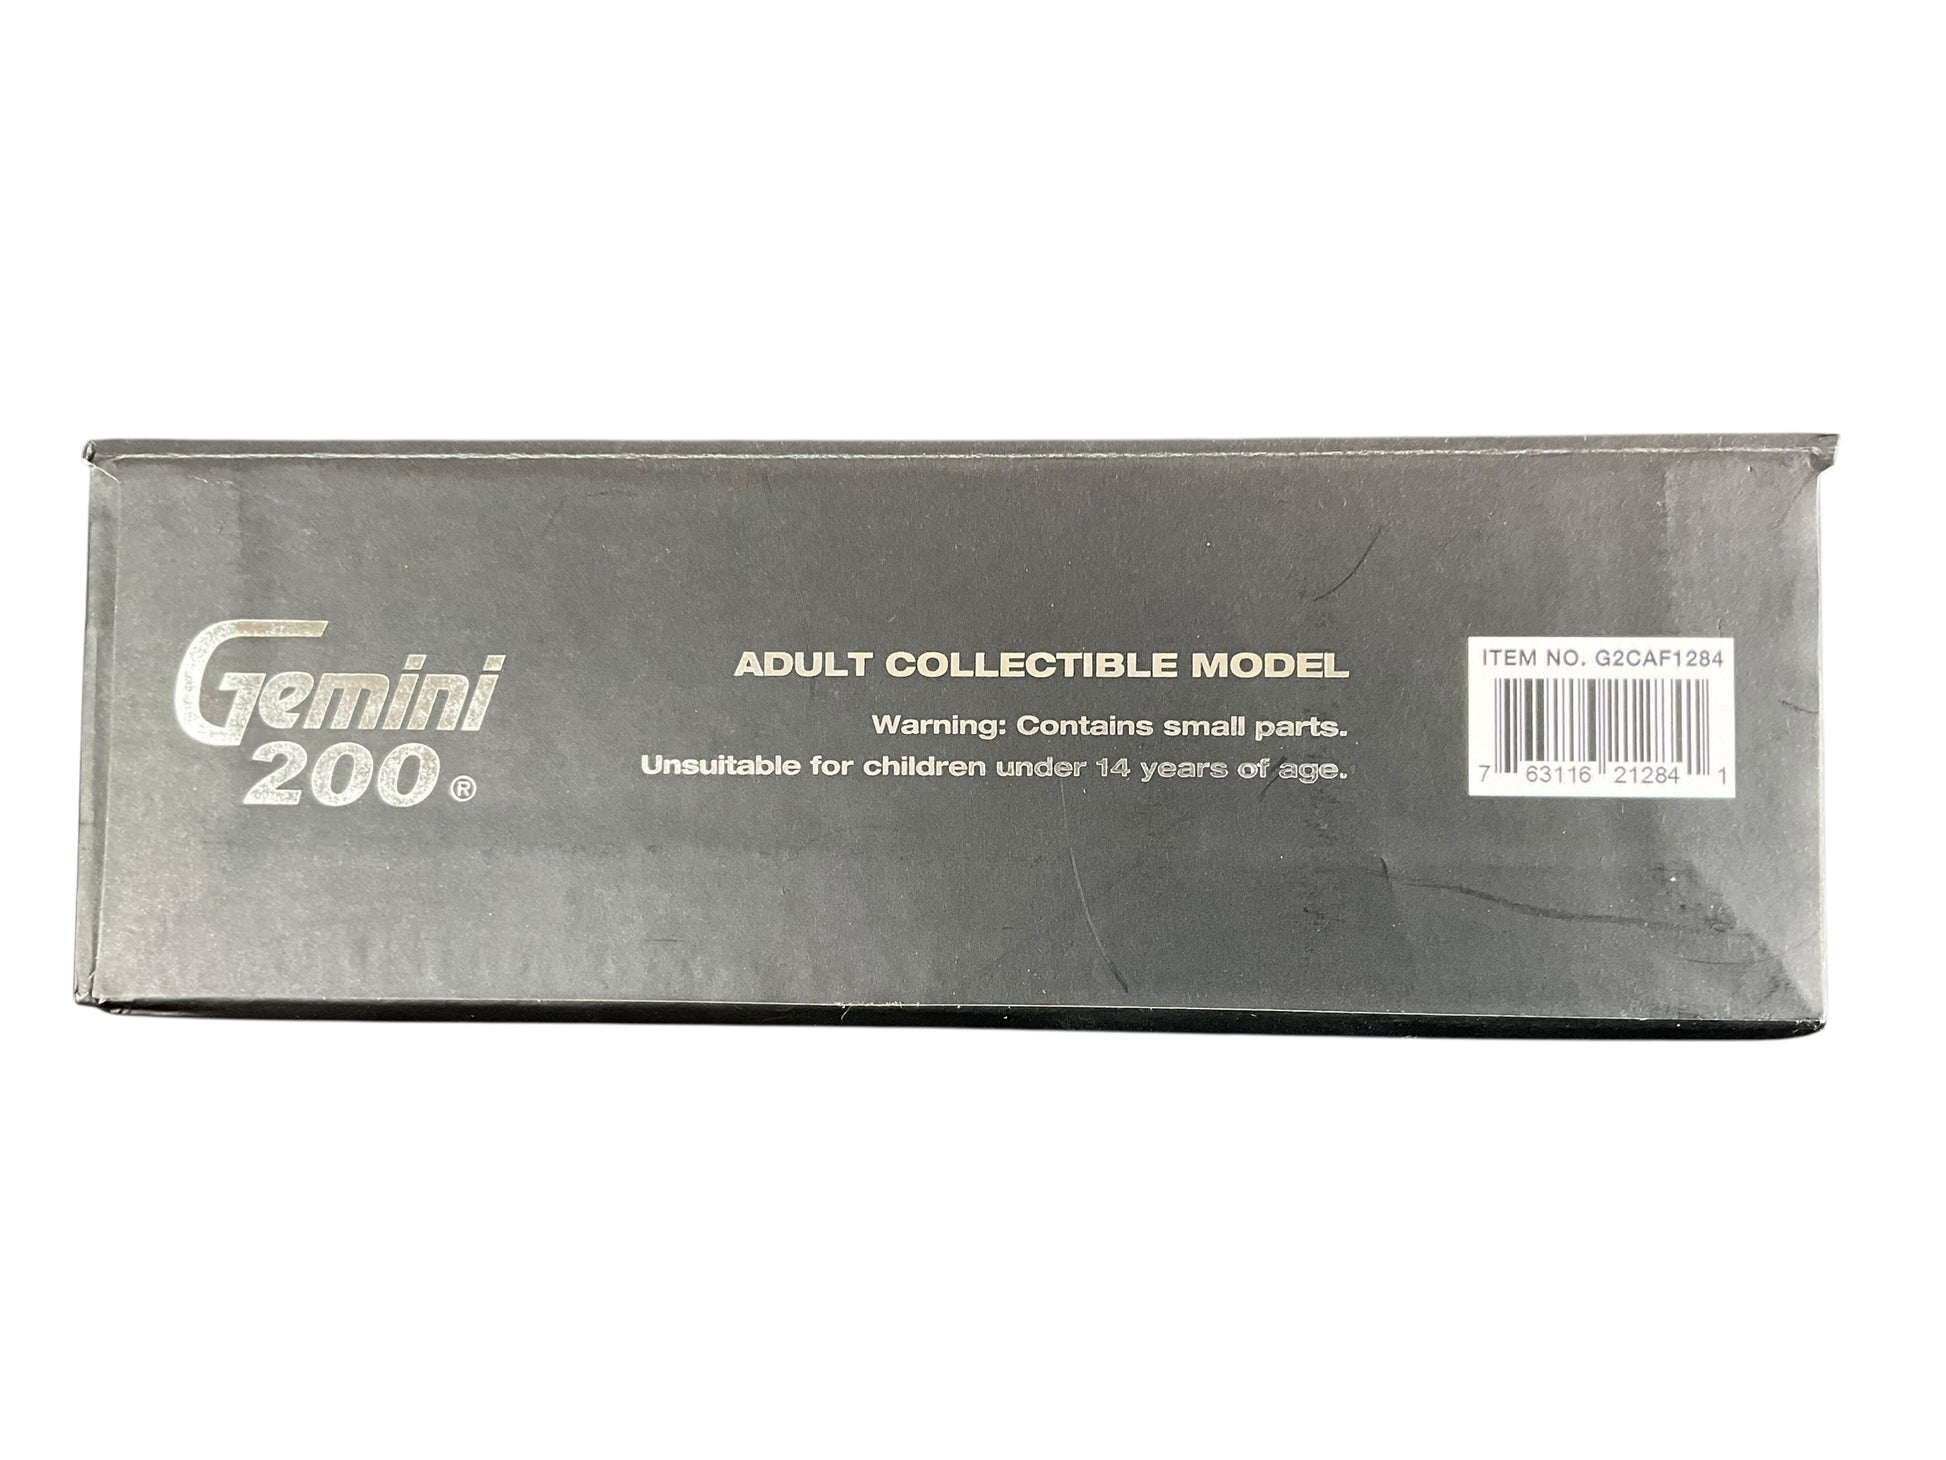 Gemini
200®
ADULT COLLECTIBLE MODEL
Warning: Contains small parts.
Unsuitable for children under 14 years of age.
ITEM NO. G2CAF1284
7 63116 21284 1